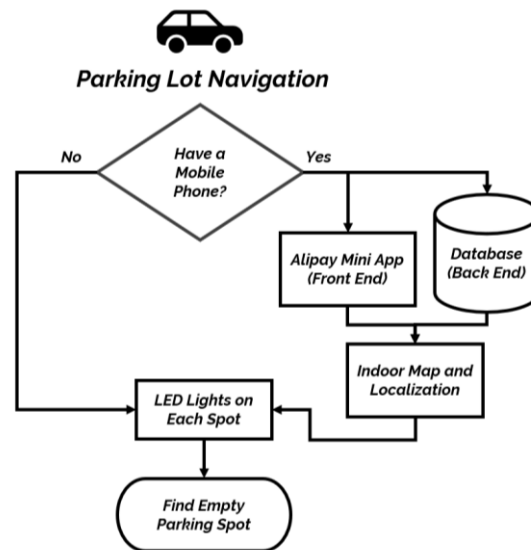 Parking Lot Navigation
No
Have a
Mobile
Phone?
Yes
Alipay Mini App
(Front End)
Database
(Back End)
Indoor Map and
Localization
LED Lights on
Each Spot
Find Empty
Parking Spot